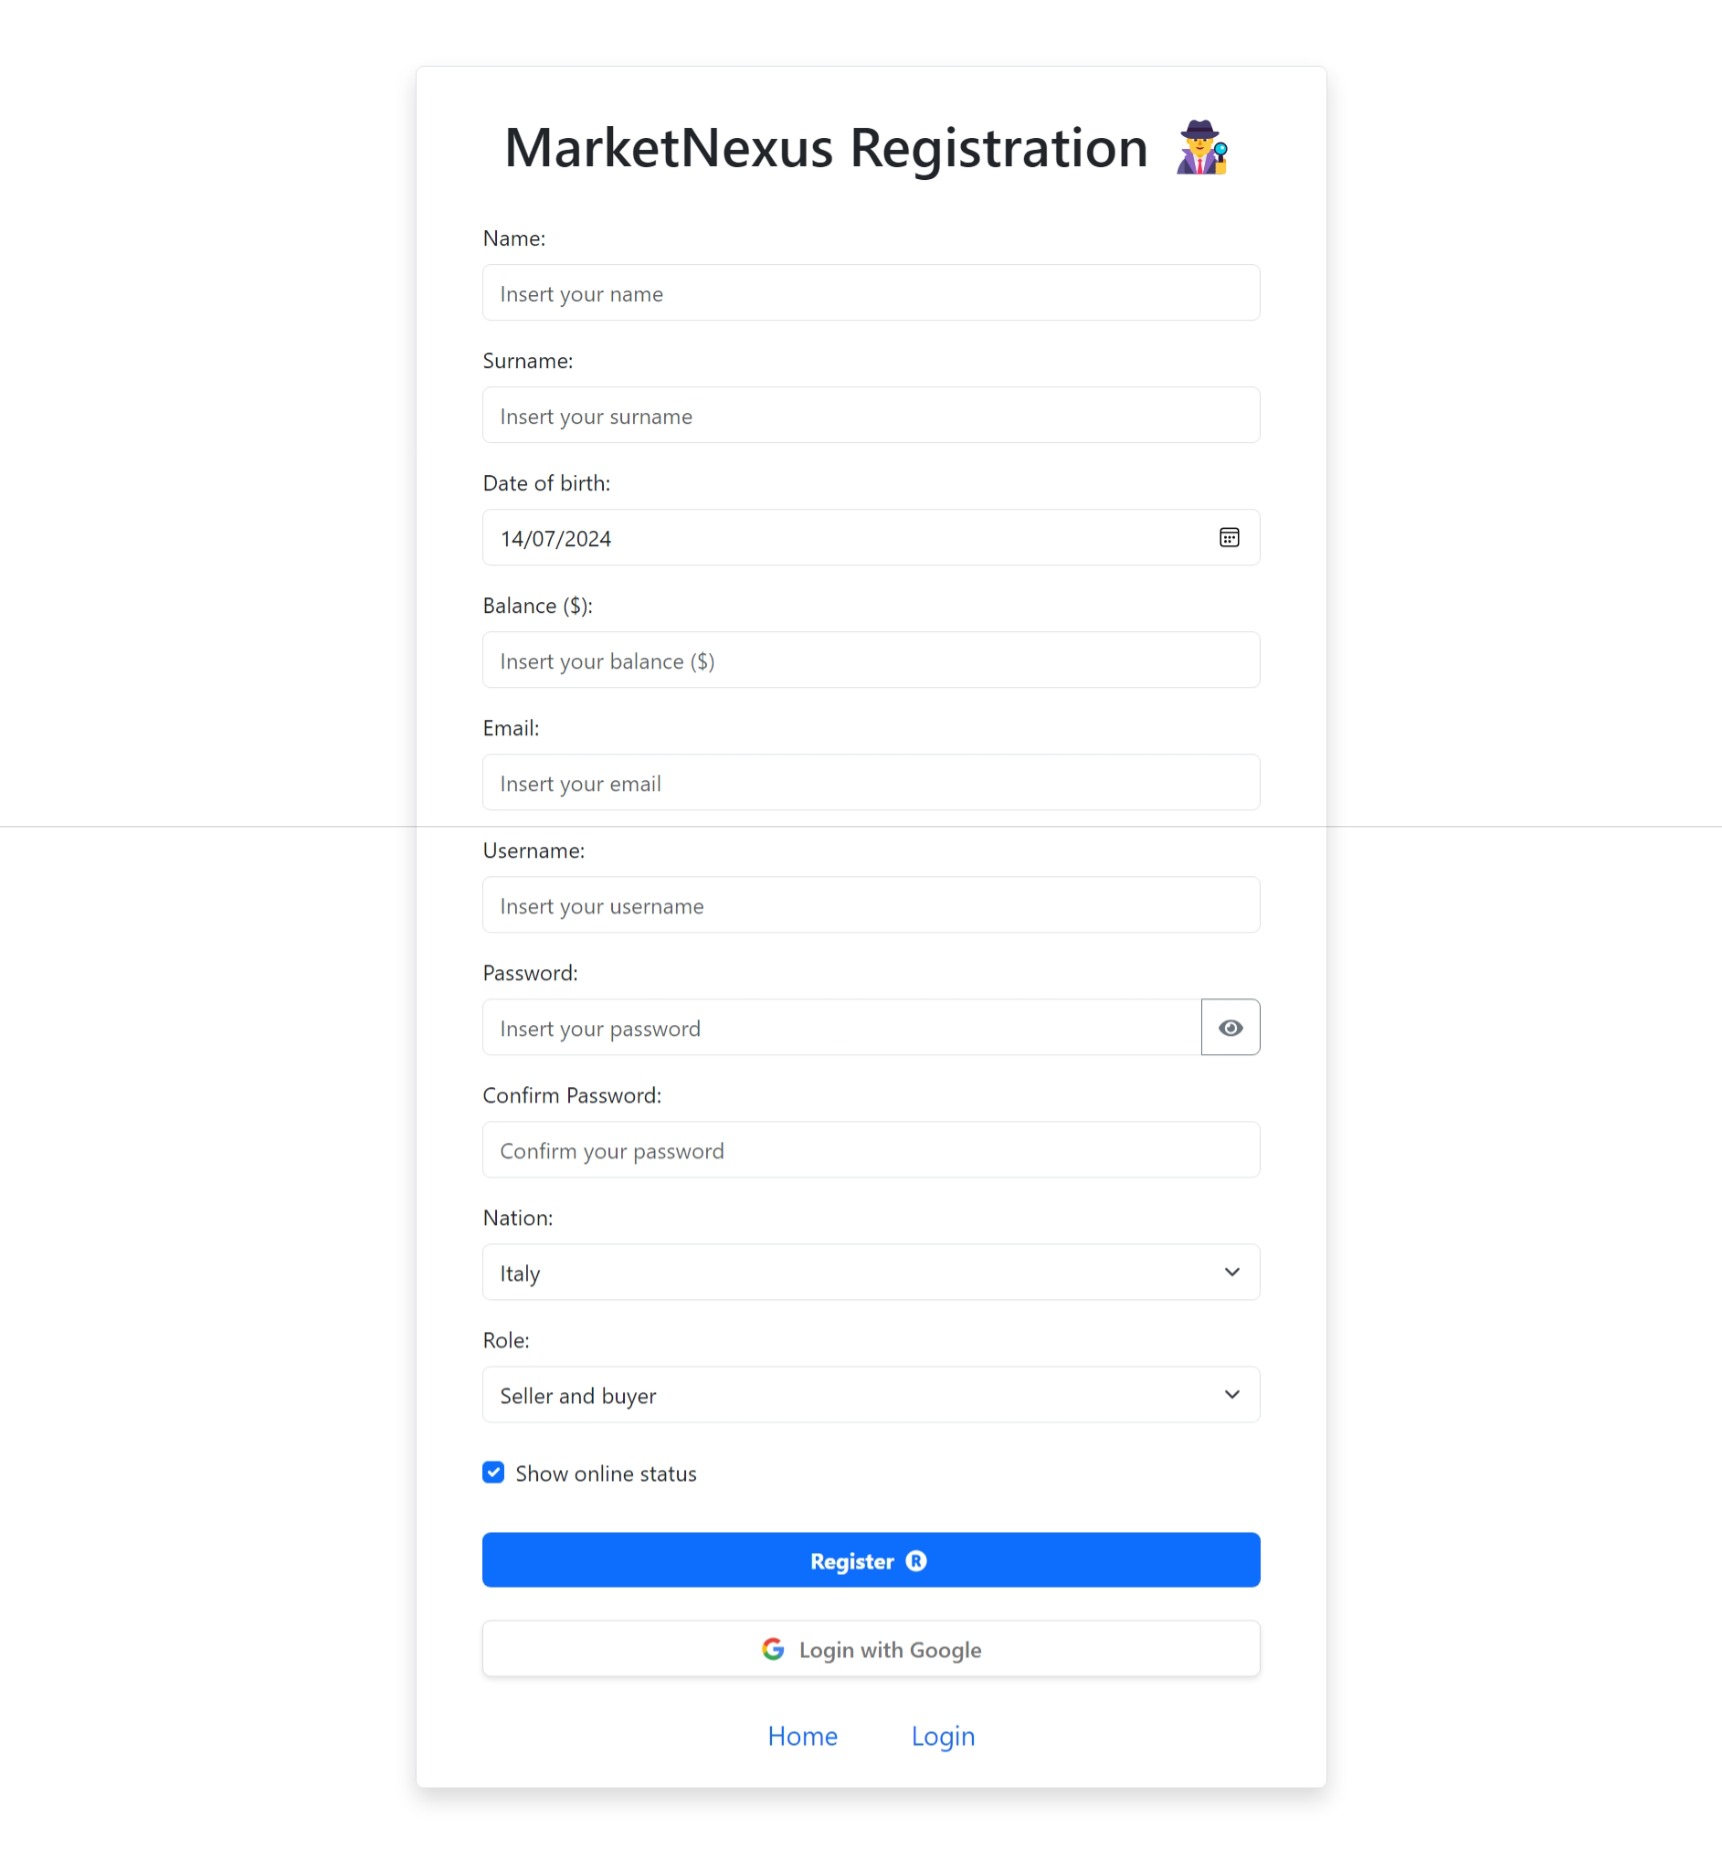 MarketNexus Registration
Name:
Insert your name
Surname:
Insert your surname
Date of birth:
14/07/2024
Balance ($):
Insert your balance ($)
Email:
Insert your email
Username:
Insert your username
Password:
Insert your password
Confirm Password:
Confirm your password
Nation:
Italy
Role:
Seller and buyer
Show online status
Register ®
Login with Google
Home Login